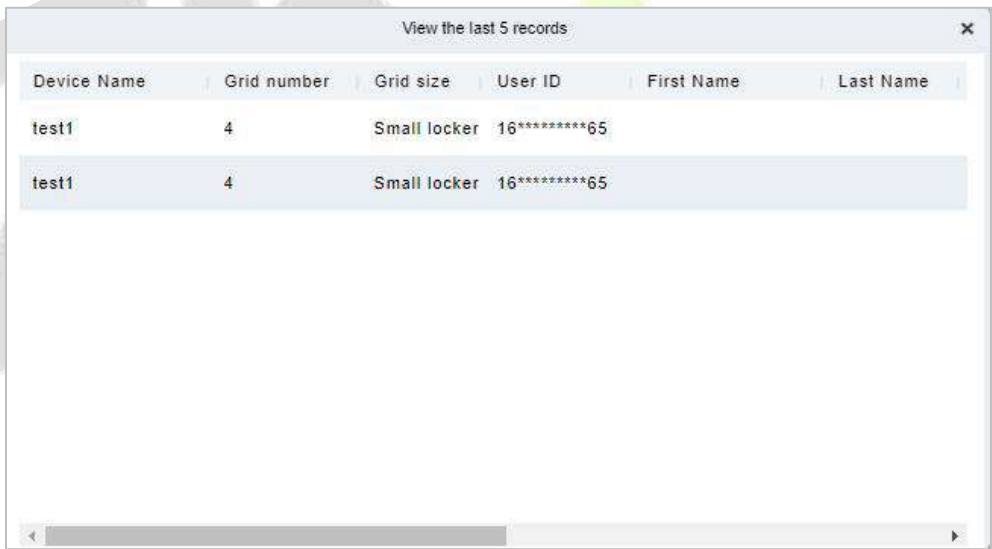 View the last 5 records ×
Device Name Grid number Grid size User ID First Name Last Name
test1 4 Small locker 16*********65
test1 4 Small locker 16*********65